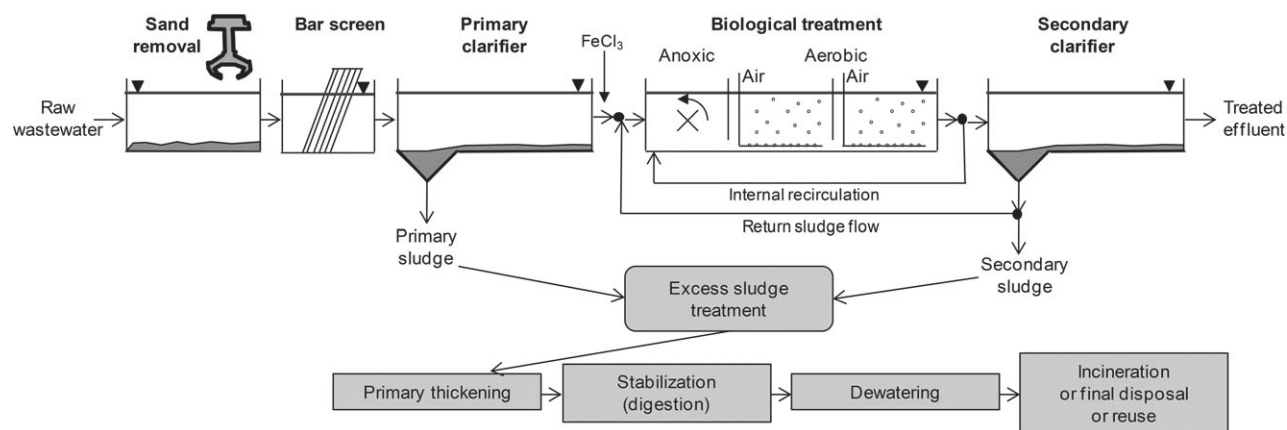 Sand
removal
Bar screen
Primary
clarifier
FeCl₃
Biological treatment
Secondary
clarifier
Anoxic
Aerobic
Air
Air
Raw
wastewater
Treated
effluent
Internal recirculation
Return sludge flow
Primary
sludge
Secondary
sludge
Excess sludge
treatment
Primary thickening
Stabilization
(digestion)
Dewatering
Incineration
or final disposal
or reuse